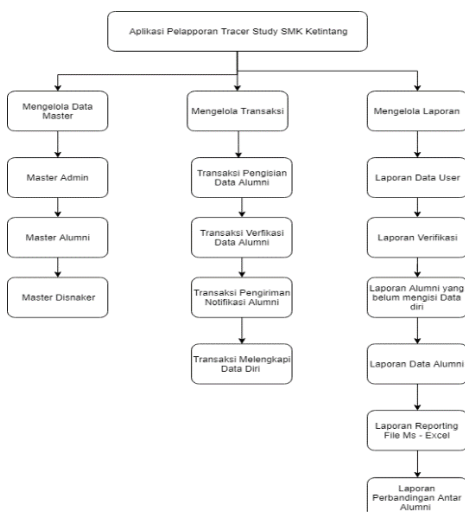 Aplikasi Pelapporan Tracer Study SMK Ketintang
Mengelola Data
Master
Master Admin
Master Alumni
Master Disnaker
Mengelola Transaksi
Transaksi Pengisian
Data Alumni
Transaksi Verfikasi
Data Alumni
Transaksi Pengiriman
Notifikasi Alumni
Transaksi Melengkapi
Data Diri
Mengelola Laporan
Laporan Data User
Laporan Verifikasi
Laporan Alumni yang
belum mengisi Data
diri
Laporan Data Alumni
Laporan Reporting
File Ms - Excel
Laporan
Perbandingan Antar
Alumni